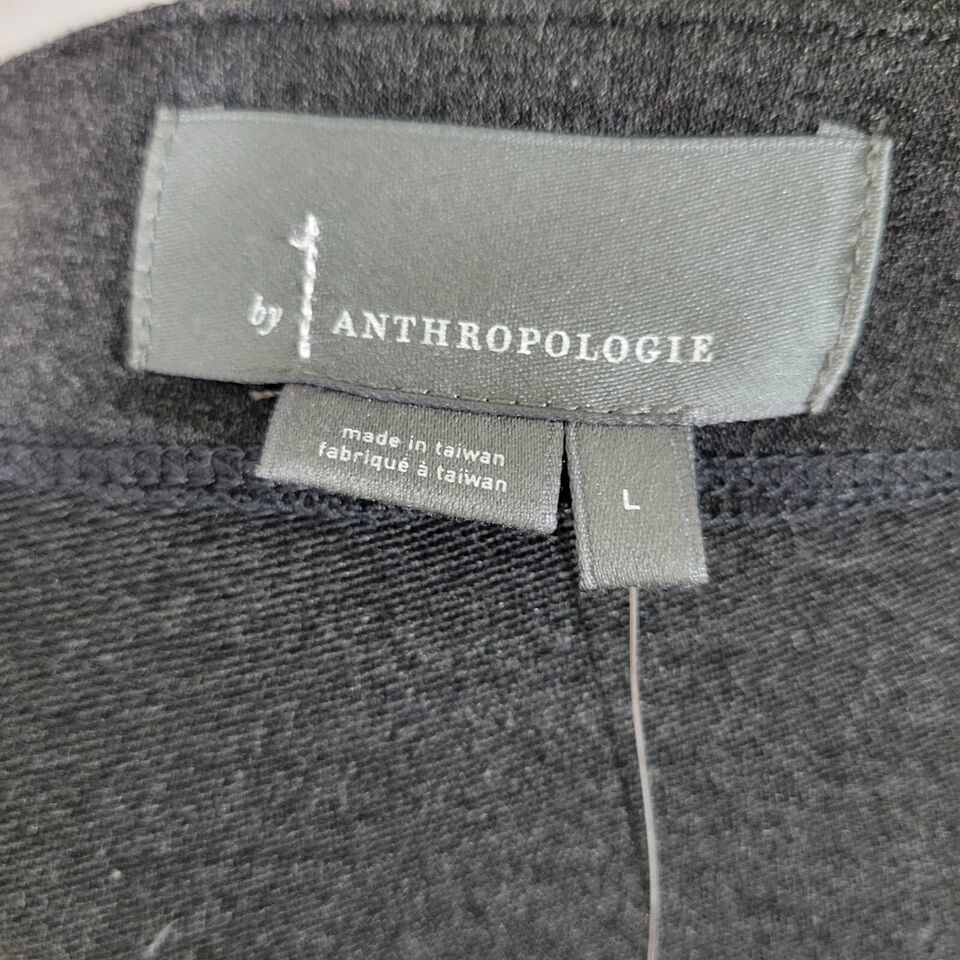 by ANTHROPOLOGIE
made in taiwan
fabriqué à taiwan
L